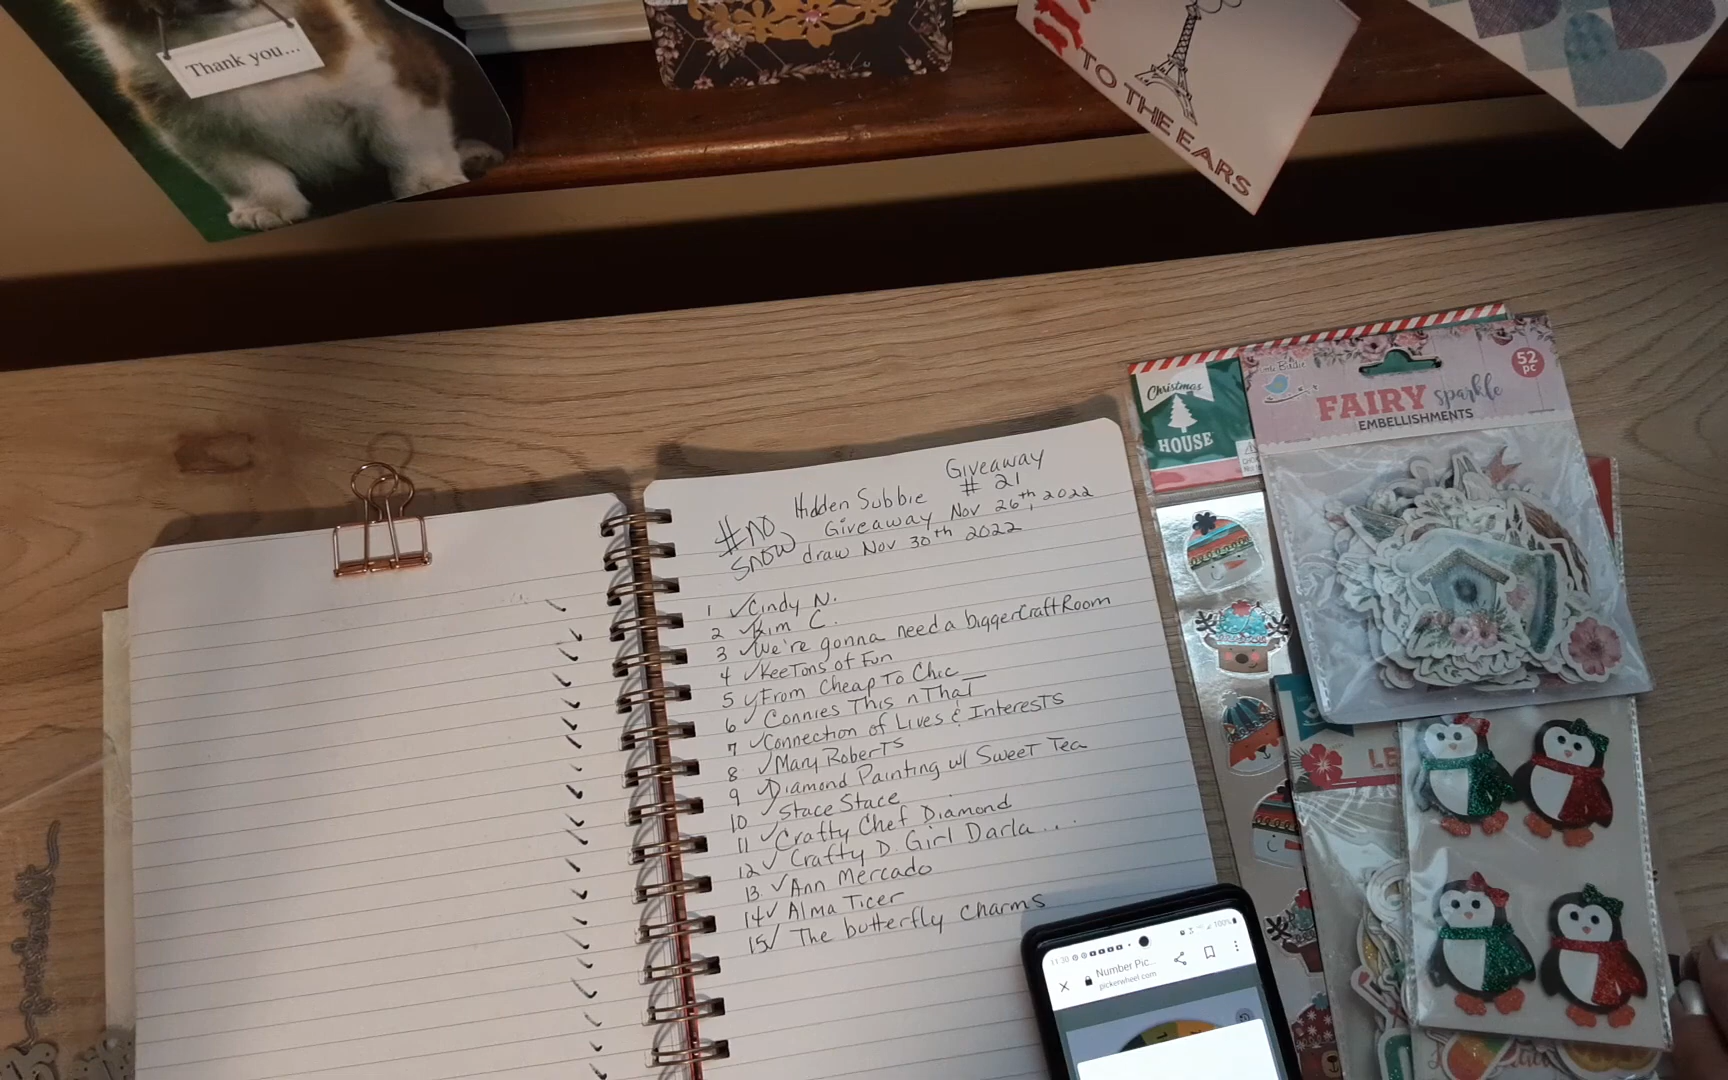 Thank you...
TO THE EARS
Giveaway
Hidden Subbie # 21
#no Giveaway Nov 26th, 2022
snow draw Nov 30th 2022
1 ✓Cindy N.
2 ✓Kim C.
3 ✓We're gonna need a bigger Craft Room
4 ✓KeeTons of Fun
5 ✓From Cheap To Chic
6 ✓Connies This n That
7 ✓Connection of Lives & Interests
8 ✓Mary Roberts
9 ✓Diamond Painting w/ Sweet Tea
10 ✓Stace Stace
11 ✓Crafty Chef Diamond
12 ✓Crafty D. Girl Darla...
13 ✓Ann Mercado
14 ✓Alma Ticer
15 ✓The butterfly charms
Christmas
HOUSE
52
pc
FAIRY sparkle
EMBELLISHMENTS
11:30
100%
Number Pic...
pickerwheel.com